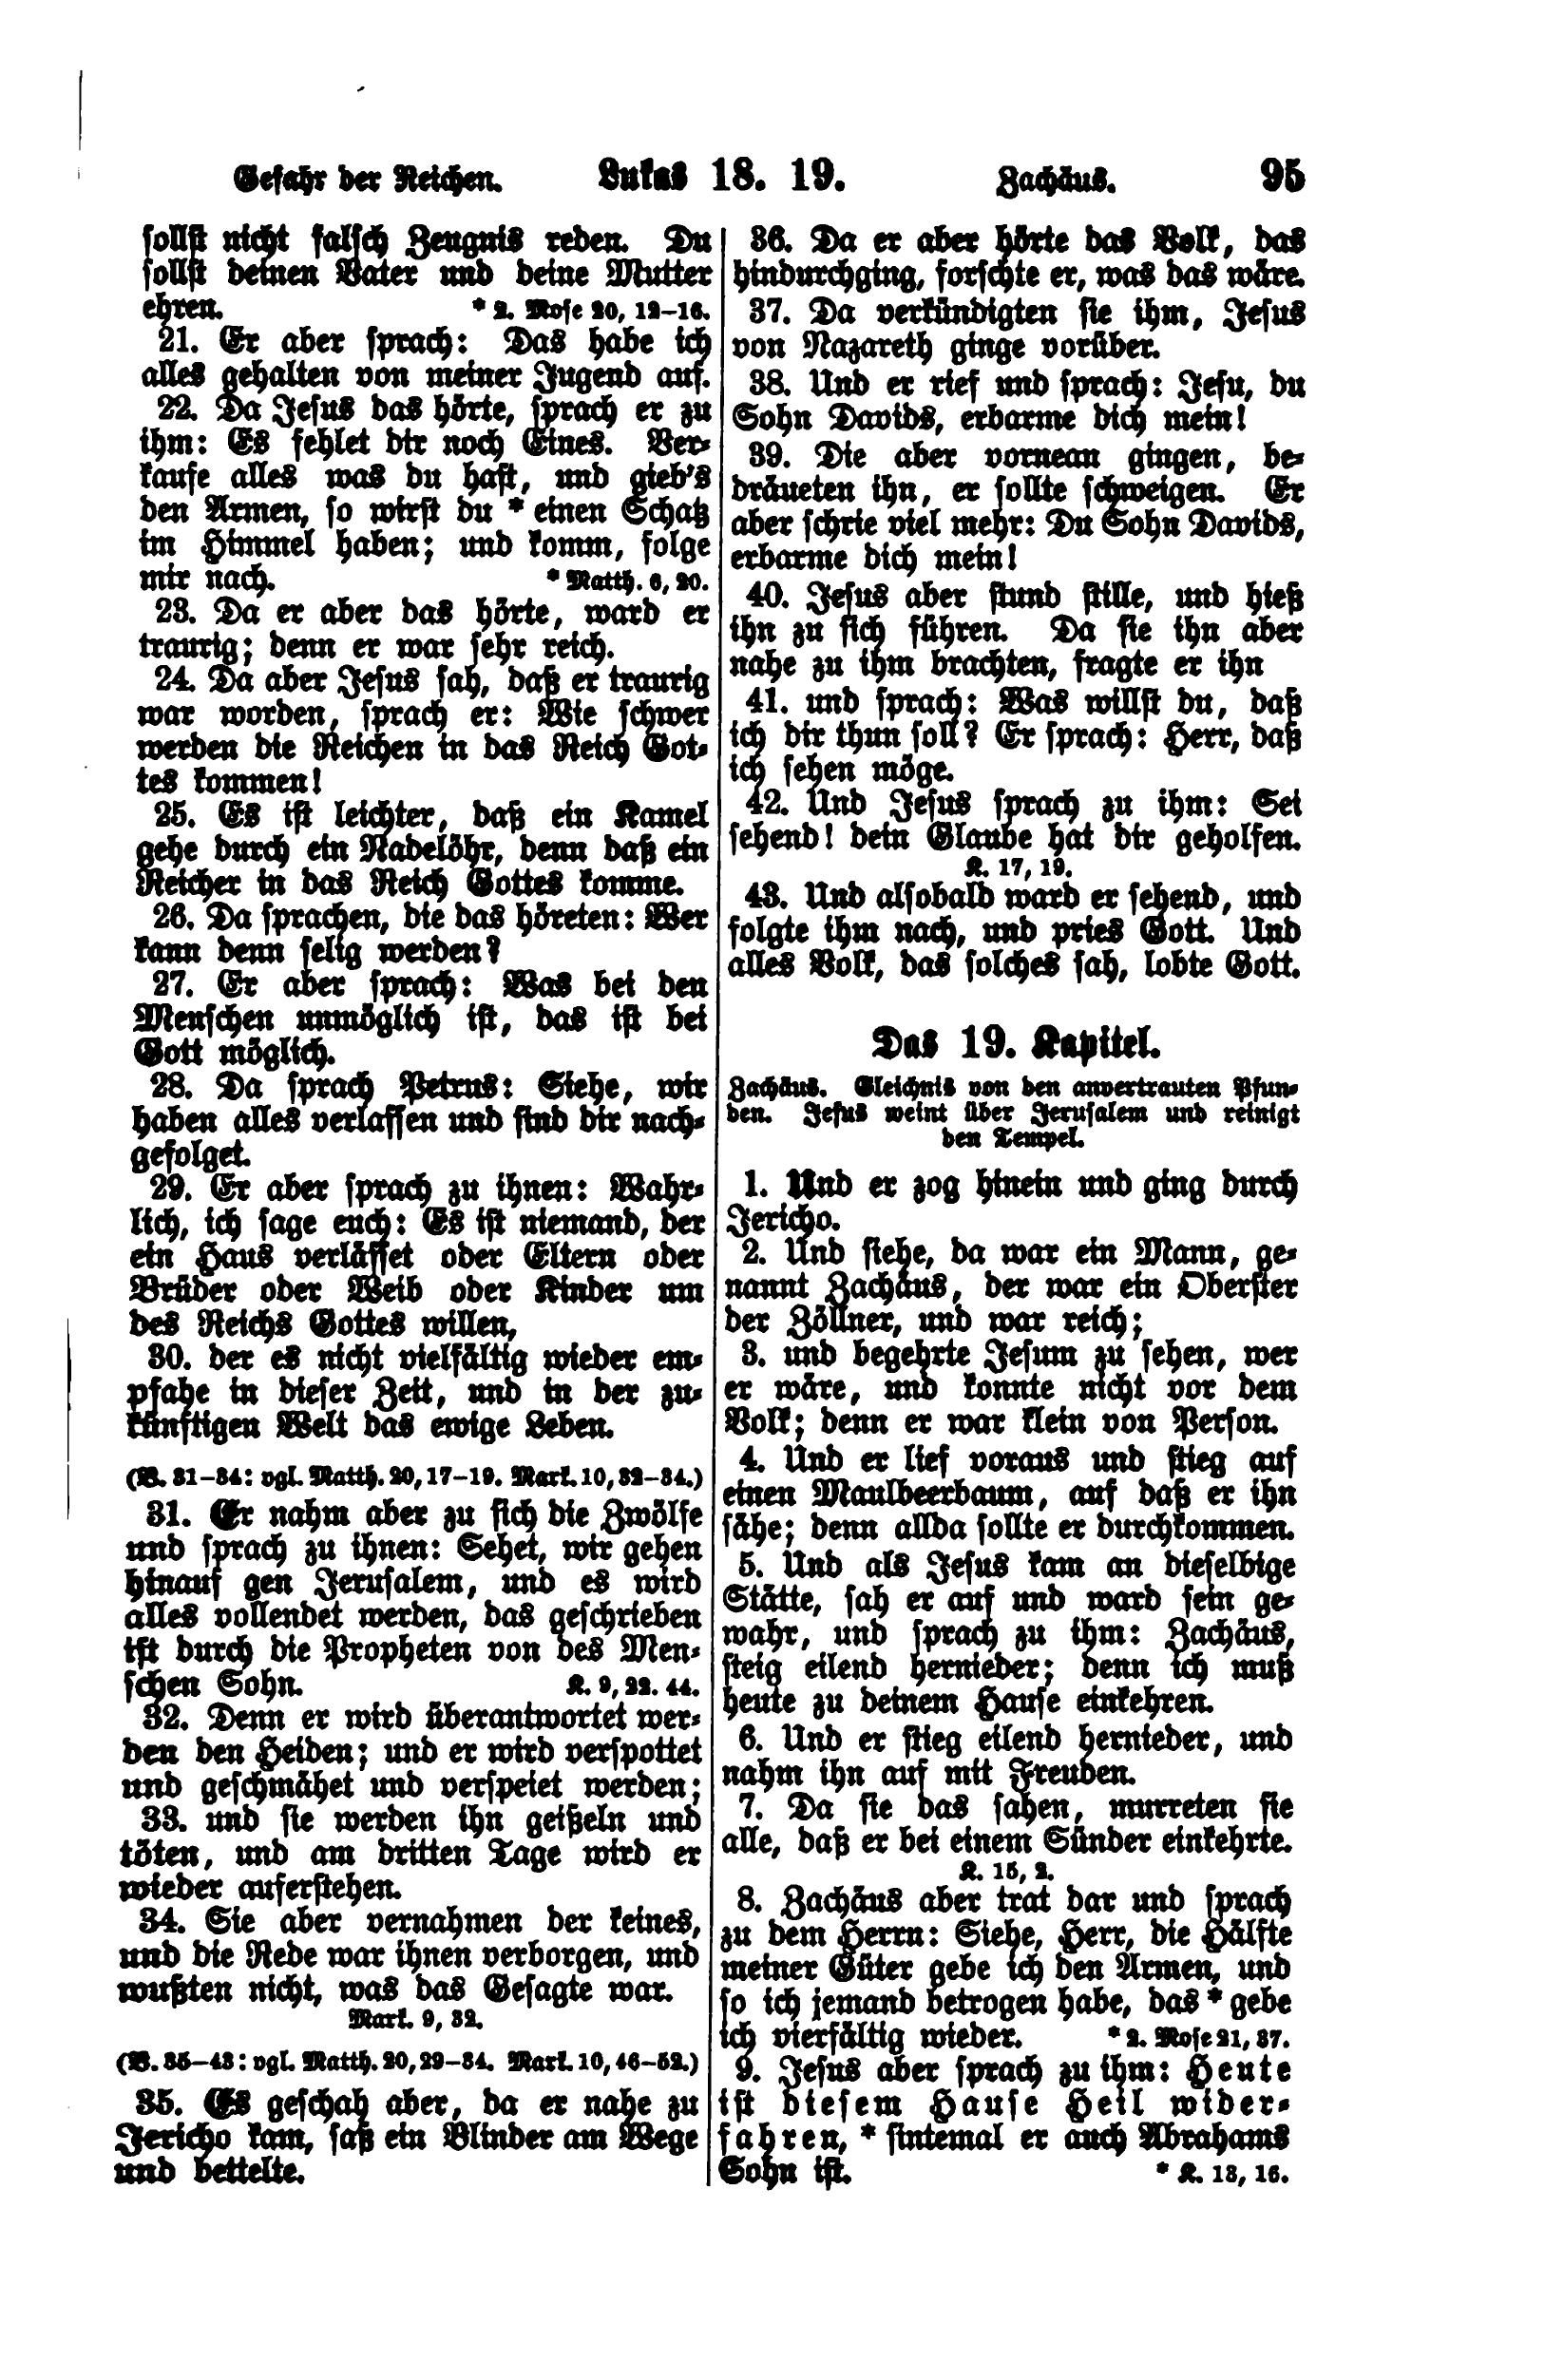 Gefahr der Reichen. Lukas 18. 19. Zachäus. 95
sollst nicht falsch Zeugnis reden. Du
sollst deinen Vater und deine Mutter
ehren. * 2. Mose 20, 12–16.
21. Er aber sprach: Das habe ich
alles gehalten von meiner Jugend auf.
22. Da Jesus das hörte, sprach er zu
ihm: Es fehlet dir noch Eines. Ver-
kaufe alles was du hast, und gieb's
den Armen, so wirst du * einen Schatz
im Himmel haben; und komm, folge
mir nach. * Matth. 6, 20.
23. Da er aber das hörte, ward er
traurig; denn er war sehr reich.
24. Da aber Jesus sah, daß er traurig
war worden, sprach er: Wie schwer
werden die Reichen in das Reich Got-
tes kommen!
25. Es ist leichter, daß ein Kamel
gehe durch ein Nadelöhr, denn daß ein
Reicher in das Reich Gottes komme.
26. Da sprachen, die das höreten: Wer
kann denn selig werden?
27. Er aber sprach: Was bei den
Menschen unmöglich ist, das ist bei
Gott möglich.
28. Da sprach Petrus: Siehe, wir
haben alles verlassen und sind dir nach-
gefolget.
29. Er aber sprach zu ihnen: Wahr-
lich, ich sage euch: Es ist niemand, der
ein Haus verlässet oder Eltern oder
Brüder oder Weib oder Kinder um
des Reichs Gottes willen,
30. der es nicht vielfältig wieder em-
pfahe in dieser Zeit, und in der zu-
künftigen Welt das ewige Leben.
(V. 31–34: vgl. Matth. 20, 17–19. Mark. 10, 32–34.)
31. Er nahm aber zu sich die Zwölfe
und sprach zu ihnen: Sehet, wir gehen
hinauf gen Jerusalem, und es wird
alles vollendet werden, das geschrieben
ist durch die Propheten von des Men-
schen Sohn. K. 9, 22. 44.
32. Denn er wird überantwortet wer-
den den Heiden; und er wird verspottet
und geschmähet und verspeiet werden;
33. und sie werden ihn geißeln und
töten, und am dritten Tage wird er
wieder auferstehen.
34. Sie aber vernahmen der keines,
und die Rede war ihnen verborgen, und
wußten nicht, was das Gesagte war.
Mark. 9, 32.
(V. 35–43: vgl. Matth. 20, 29–34. Mark. 10, 46–52.)
35. Es geschah aber, da er nahe zu
Jericho kam, saß ein Blinder am Wege
und bettelte.
36. Da er aber hörte das Volk, das
hindurchging, forschte er, was das wäre.
37. Da verkündigten sie ihm, Jesus
von Nazareth ginge vorüber.
38. Und er rief und sprach: Jesu, du
Sohn Davids, erbarme dich mein!
39. Die aber vornean gingen, be-
dräueten ihn, er sollte schweigen. Er
aber schrie viel mehr: Du Sohn Davids,
erbarme dich mein!
40. Jesus aber stund stille, und hieß
ihn zu sich führen. Da sie ihn aber
nahe zu ihm brachten, fragte er ihn
41. und sprach: Was willst du, daß
ich dir thun soll? Er sprach: Herr, daß
ich sehen möge.
42. Und Jesus sprach zu ihm: Sei
sehend! dein Glaube hat dir geholfen.
K. 17, 19.
43. Und alsobald ward er sehend, und
folgte ihm nach, und pries Gott. Und
alles Volk, das solches sah, lobte Gott.
Das 19. Kapitel.
Zachäus. Gleichnis von den anvertrauten Pfun-
den. Jesus weint über Jerusalem und reinigt
den Tempel.
1. Und er zog hinein und ging durch
Jericho.
2. Und siehe, da war ein Mann, ge-
nannt Zachäus, der war ein Oberster
der Zöllner, und war reich;
3. und begehrte Jesum zu sehen, wer
er wäre, und konnte nicht vor dem
Volk; denn er war klein von Person.
4. Und er lief voraus und stieg auf
einen Maulbeerbaum, auf daß er ihn
sähe; denn allda sollte er durchkommen.
5. Und als Jesus kam an dieselbige
Stätte, sah er auf und ward sein ge-
wahr, und sprach zu ihm: Zachäus,
steig eilend hernieder; denn ich muß
heute zu deinem Hause einkehren.
6. Und er stieg eilend hernieder, und
nahm ihn auf mit Freuden.
7. Da sie das sahen, murreten sie
alle, daß er bei einem Sünder einkehrte.
K. 15, 2.
8. Zachäus aber trat dar und sprach
zu dem Herrn: Siehe, Herr, die Hälfte
meiner Güter gebe ich den Armen, und
so ich jemand betrogen habe, das * gebe
ich vierfältig wieder. * 2. Mose 21, 37.
9. Jesus aber sprach zu ihm: Heute
ist diesem Hause Heil wider-
fahren, * sintemal er auch Abrahams
Sohn ist. * K. 13, 16.